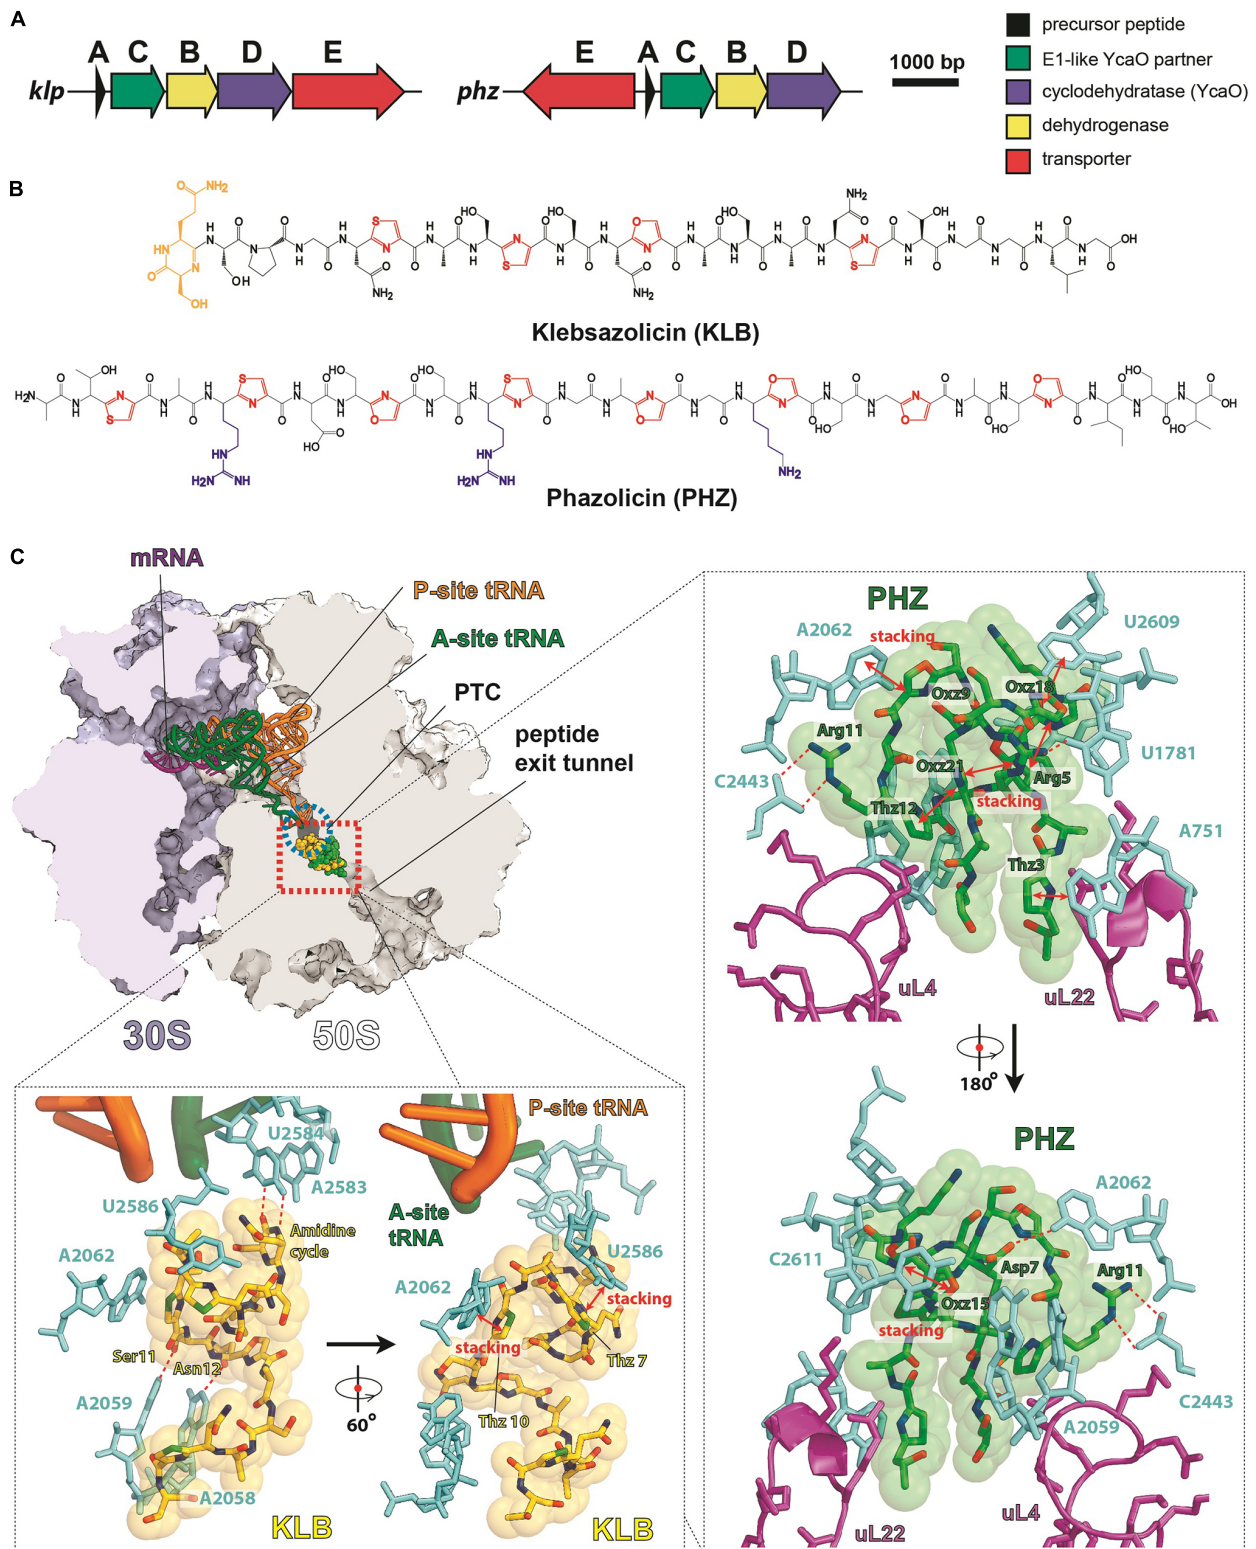 A
klp
A C B D E
phz
E A C B D
1000 bp
precursor peptide
E1-like YcaO partner
cyclodehydratase (YcaO)
dehydrogenase
transporter
B
Klebsazolicin (KLB)
Phazolicin (PHZ)
C
mRNA
P-site tRNA
A-site tRNA
PTC
peptide
exit tunnel
30S
50S
PHZ
A2062
stacking
U2609
Oxz9
Oxz18
Arg11
C2443
Oxz21
Arg5
U1781
Thz12
stacking
A751
Thz3
uL4
uL22
180°
PHZ
A2062
C2611
Asp7
Arg11
Oxz15
stacking
C2443
A2059
uL22
uL4
U2584
A2583
U2586
Amidine
cycle
A2062
Ser11
Asn12
A2059
A2058
KLB
60°
P-site tRNA
A-site
tRNA
U2586
A2062
stacking
stacking
Thz 7
Thz 10
KLB